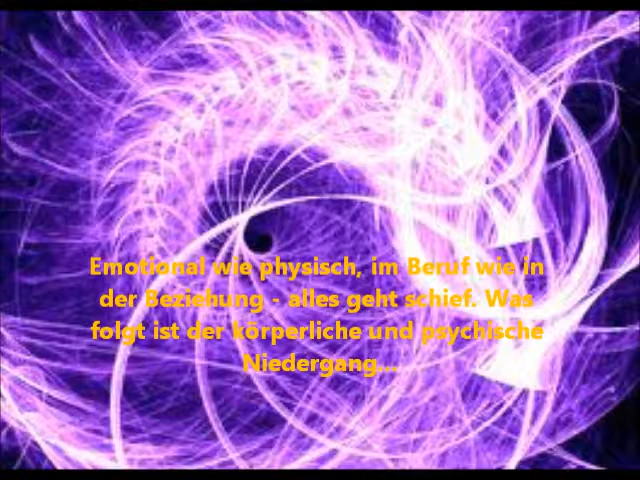 Emotional wie physisch, im Beruf wie in
der Beziehung - alles geht schief. Was
folgt ist der körperliche und psychische
Niedergang...